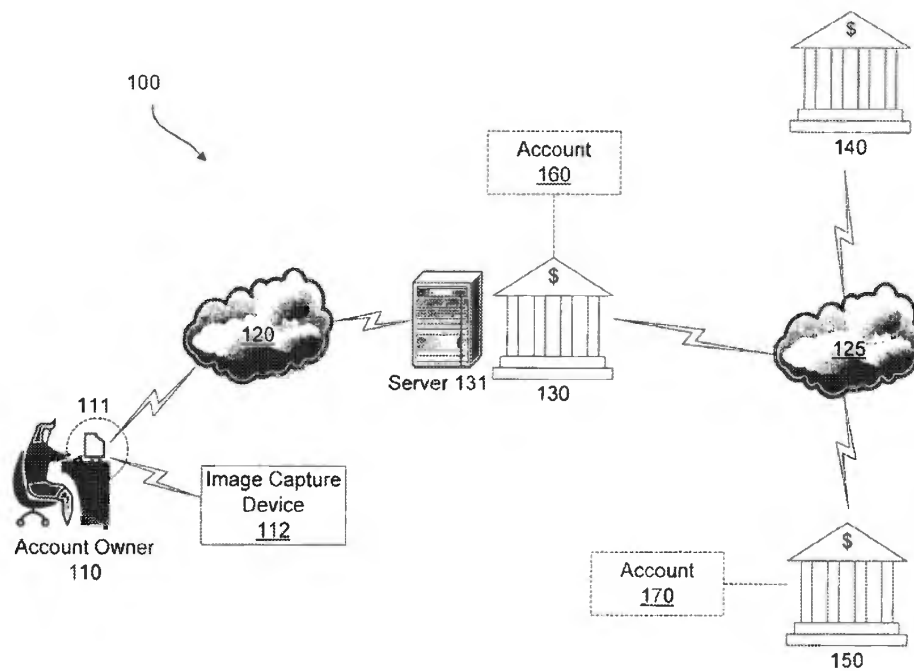 $
140
100
Account
160
$
130
Server 131
120
125
111
Image Capture
Device
112
Account Owner
110
$
150
Account
170